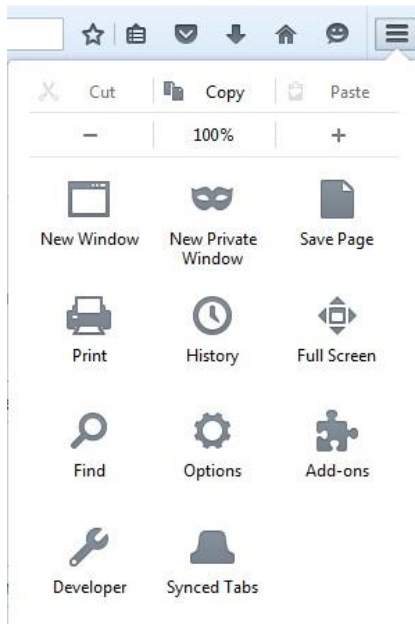 Cut Copy Paste
− 100% +
New Window New Private Window Save Page
Print History Full Screen
Find Options Add-ons
Developer Synced Tabs